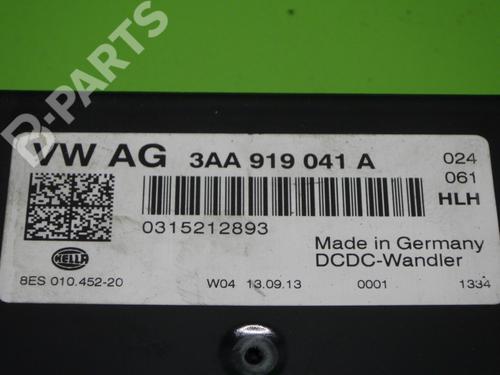 B-PARTS
VW AG 3AA 919 041 A 024
061
HLH
0315212893
Made in Germany
DCDC-Wandler
HELLA
8ES 010.452-20 W04 13.09.13 0001 1334